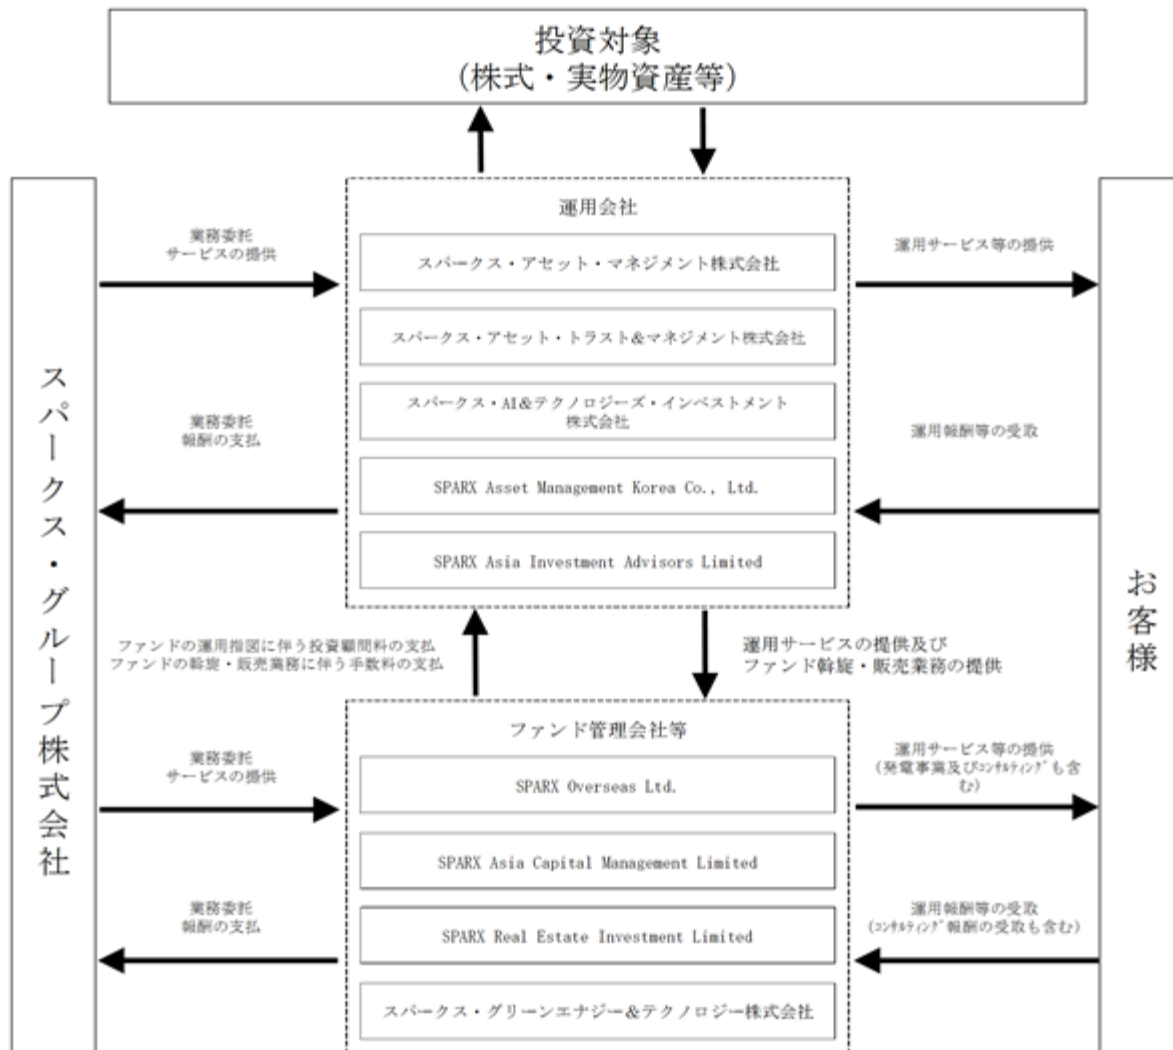 投資対象
(株式・実物資産等)
運用会社
業務委託
サービスの提供
スパークス・アセット・マネジメント株式会社
運用サービス等の提供
スパークス・アセット・トラスト&マネジメント株式会社
スパークス・AI&テクノロジーズ・インベストメント
株式会社
業務委託
報酬の支払
運用報酬等の受取
SPARX Asset Management Korea Co., Ltd.
SPARX Asia Investment Advisors Limited
スパークス・グループ株式会社
お客様
ファンドの運用指図に伴う投資顧問料の支払
ファンドの斡旋・販売業務に伴う手数料の支払
運用サービスの提供及び
ファンド斡旋・販売業務の提供
ファンド管理会社等
業務委託
サービスの提供
SPARX Overseas Ltd.
運用サービス等の提供
(発電事業及びｺﾝｻﾙﾃｨﾝｸﾞも含
む)
SPARX Asia Capital Management Limited
業務委託
報酬の支払
SPARX Real Estate Investment Limited
運用報酬等の受取
(ｺﾝｻﾙﾃｨﾝｸﾞ報酬の受取も含む)
スパークス・グリーンエナジー&テクノロジー株式会社